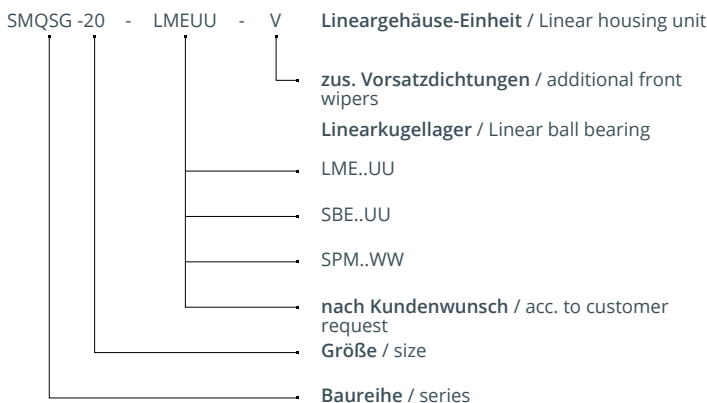 SMQSG -20 - LMEUU - V Lineargehäuse-Einheit / Linear housing unit
zus. Vorsatzdichtungen / additional front
wipers
Linearkugellager / Linear ball bearing
LME..UU
SBE..UU
SPM..WW
nach Kundenwunsch / acc. to customer
request
Größe / size
Baureihe / series